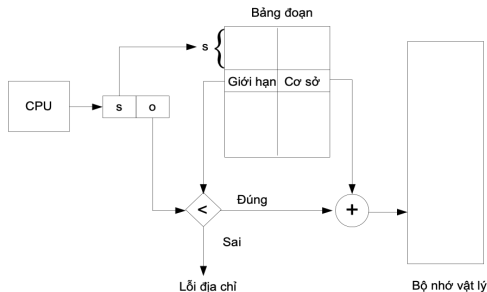 Bảng đoạn
s {
Giới hạn Cơ sở
CPU
s o
<
Đúng
+
Sai
Lỗi địa chỉ
Bộ nhớ vật lý